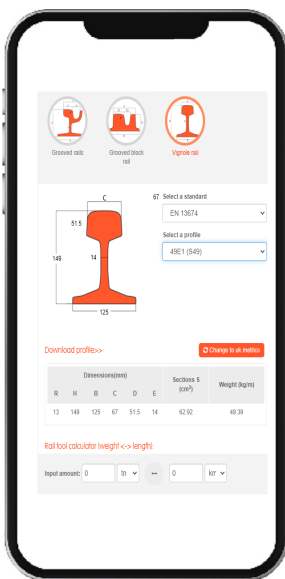 Grooved rails
Grooved block rail
Vignole rail
C
67
51.5
149
14
125
Select a standard
EN 13674
Select a profile
49E1 (S49)
Download profile>>
Change to uk metrics
Dimensions(mm)
Sections S (cm²)
Weight (kg/m)
R H B C D E
13 149 125 67 51.5 14 62.92 49.39
Rail tool calculator (weight <-> length)
Input amount: 0 tn ↔ 0 km